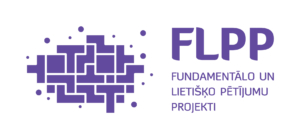 FLPP
FUNDAMENTĀLO UN
LIETIŠĶO PĒTĪJUMU
PROJEKTI